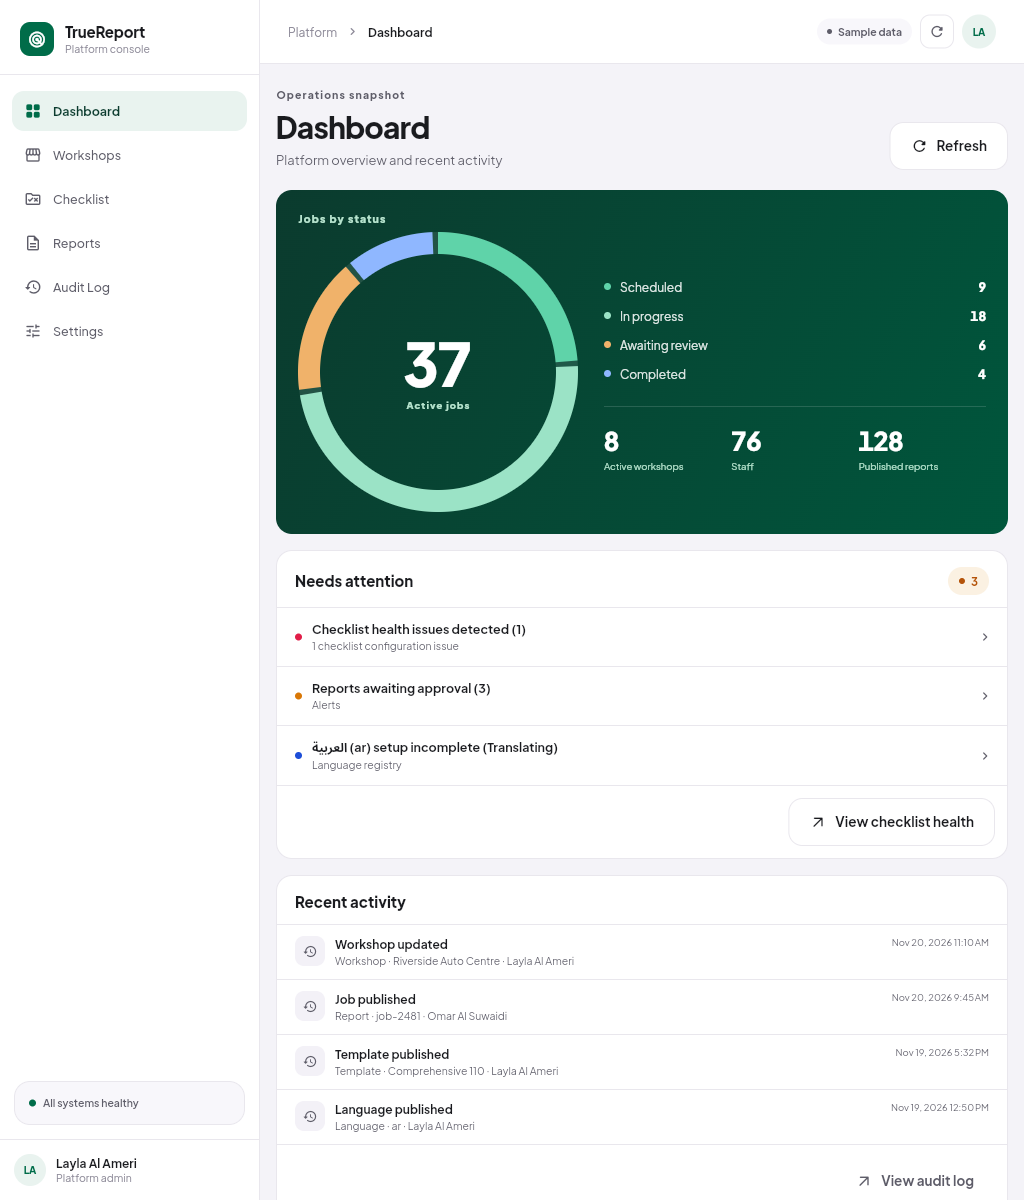 TrueReport
Platform console
Dashboard
Workshops
Checklist
Reports
Audit Log
Settings
All systems healthy
LA
Layla Al Ameri
Platform admin
Platform
Dashboard
Sample data
LA
Operations snapshot
Dashboard
Platform overview and recent activity
Refresh
Jobs by status
37
Active jobs
Scheduled 9
In progress 18
Awaiting review 6
Completed 4
8 76 128
Active workshops Staff Published reports
Needs attention
3
Checklist health issues detected (1)
1 checklist configuration issue
Reports awaiting approval (3)
Alerts
العربية (ar) setup incomplete (Translating)
Language registry
View checklist health
Recent activity
Workshop updated
Nov 20, 2026 11:10 AM
Workshop · Riverside Auto Centre · Layla Al Ameri
Job published
Nov 20, 2026 9:45 AM
Report · job-2481 · Omar Al Suwaidi
Template published
Nov 19, 2026 5:32 PM
Template · Comprehensive 110 · Layla Al Ameri
Language published
Nov 19, 2026 12:50 PM
Language · ar · Layla Al Ameri
View audit log